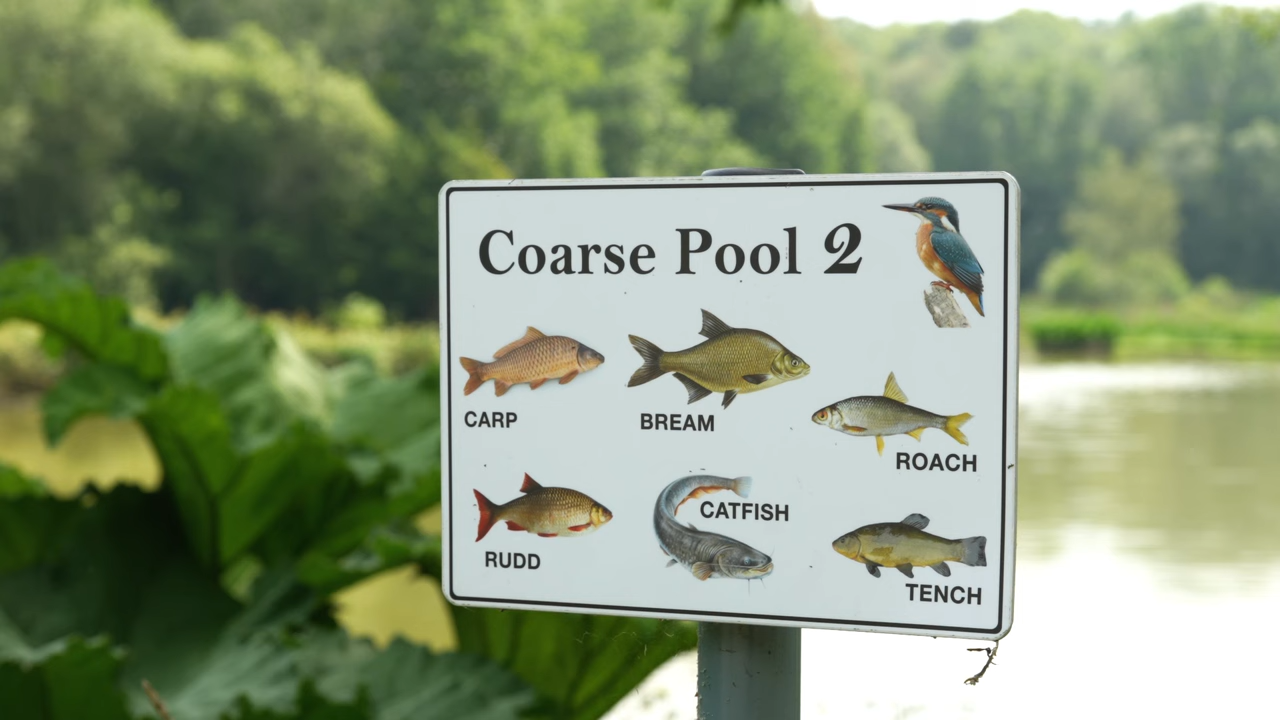 Coarse Pool 2
CARP
BREAM
ROACH
RUDD
CATFISH
TENCH